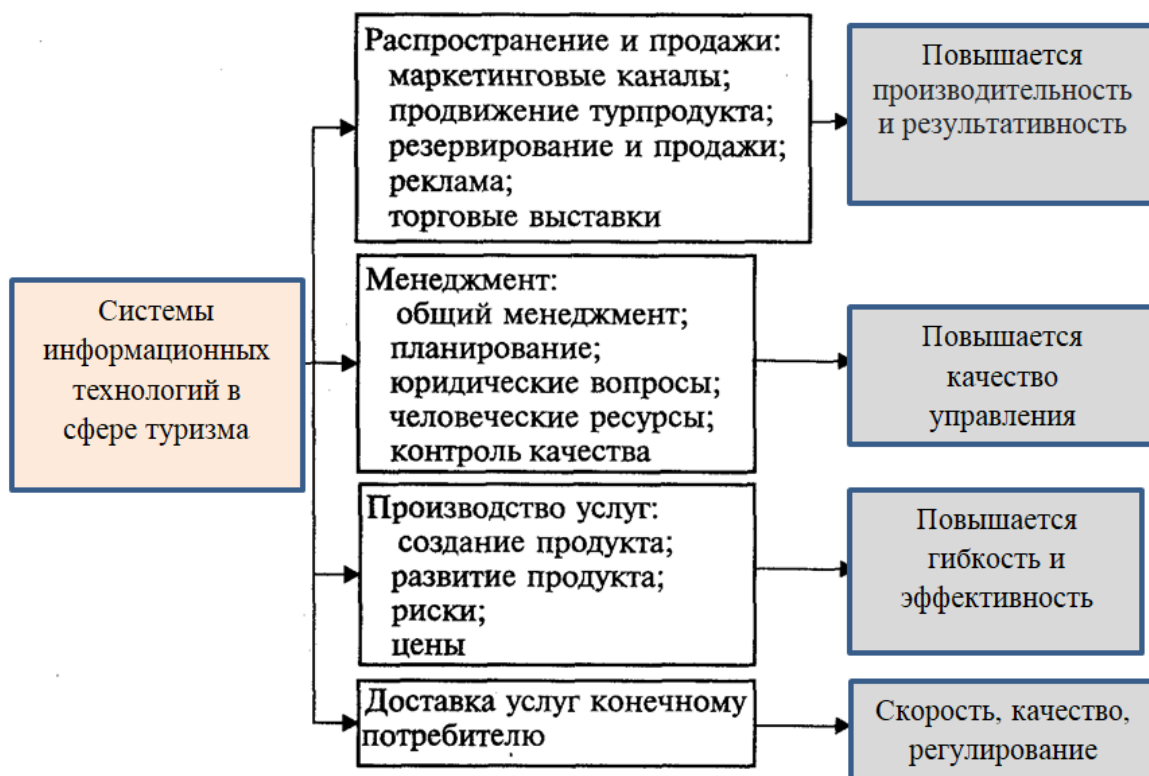 Системы
информационных
технологий в
сфере туризма
Распространение и продажи:
маркетинговые каналы;
продвижение турпродукта;
резервирование и продажи;
реклама;
торговые выставки
Повышается
производительность
и результативность
Менеджмент:
общий менеджмент;
планирование;
юридические вопросы;
человеческие ресурсы;
контроль качества
Повышается
качество
управления
Производство услуг:
создание продукта;
развитие продукта;
риски;
цены
Повышается
гибкость и
эффективность
Доставка услуг конечному
потребителю
Скорость, качество,
регулирование